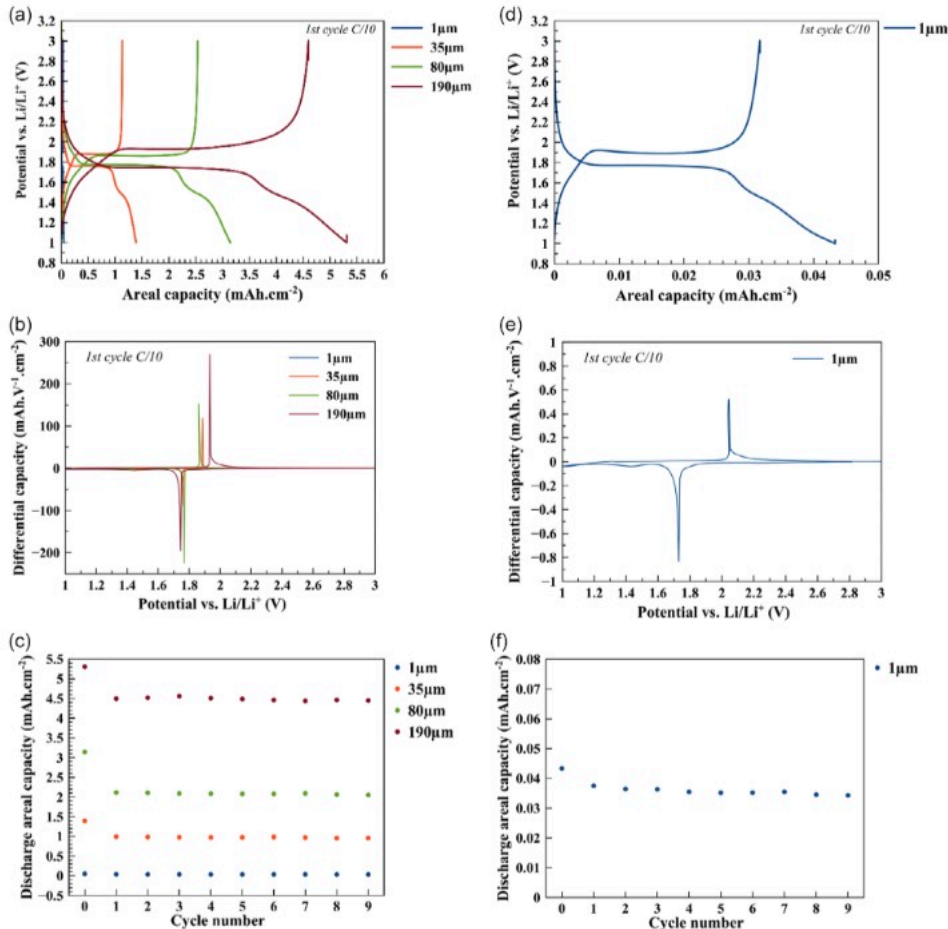 (a)
1st cycle C/10
1µm
35µm
80µm
190µm
Potential vs. Li/Li⁺ (V)
3.2
3
2.8
2.6
2.4
2.2
2
1.8
1.6
1.4
1.2
1
0.8
0 0.5 1 1.5 2 2.5 3 3.5 4 4.5 5 5.5 6
Areal capacity (mAh.cm⁻²)
(d)
1st cycle C/10
1µm
Potential vs. Li/Li⁺ (V)
3.2
3
2.8
2.6
2.4
2.2
2
1.8
1.6
1.4
1.2
1
0.8
0 0.01 0.02 0.03 0.04 0.05
Areal capacity (mAh.cm⁻²)
(b)
1st cycle C/10
1µm
35µm
80µm
190µm
Differential capacity (mAh.V⁻¹.cm⁻²)
300
200
100
0
−100
−200
1 1.2 1.4 1.6 1.8 2 2.2 2.4 2.6 2.8 3
Potential vs. Li/Li⁺ (V)
(e)
1st cycle C/10
1µm
Differential capacity (mAh.V⁻¹.cm⁻²)
1
0.8
0.6
0.4
0.2
0
−0.2
−0.4
−0.6
−0.8
−1
1 1.2 1.4 1.6 1.8 2 2.2 2.4 2.6 2.8 3
Potential vs. Li/Li⁺ (V)
(c)
1µm
35µm
80µm
190µm
Discharge areal capacity (mAh.cm⁻²)
5.5
5
4.5
4
3.5
3
2.5
2
1.5
1
0.5
0
−0.5
0 1 2 3 4 5 6 7 8 9
Cycle number
(f)
1µm
Discharge areal capacity (mAh.cm⁻²)
0.08
0.07
0.06
0.05
0.04
0.03
0.02
0.01
0
0 1 2 3 4 5 6 7 8 9
Cycle number